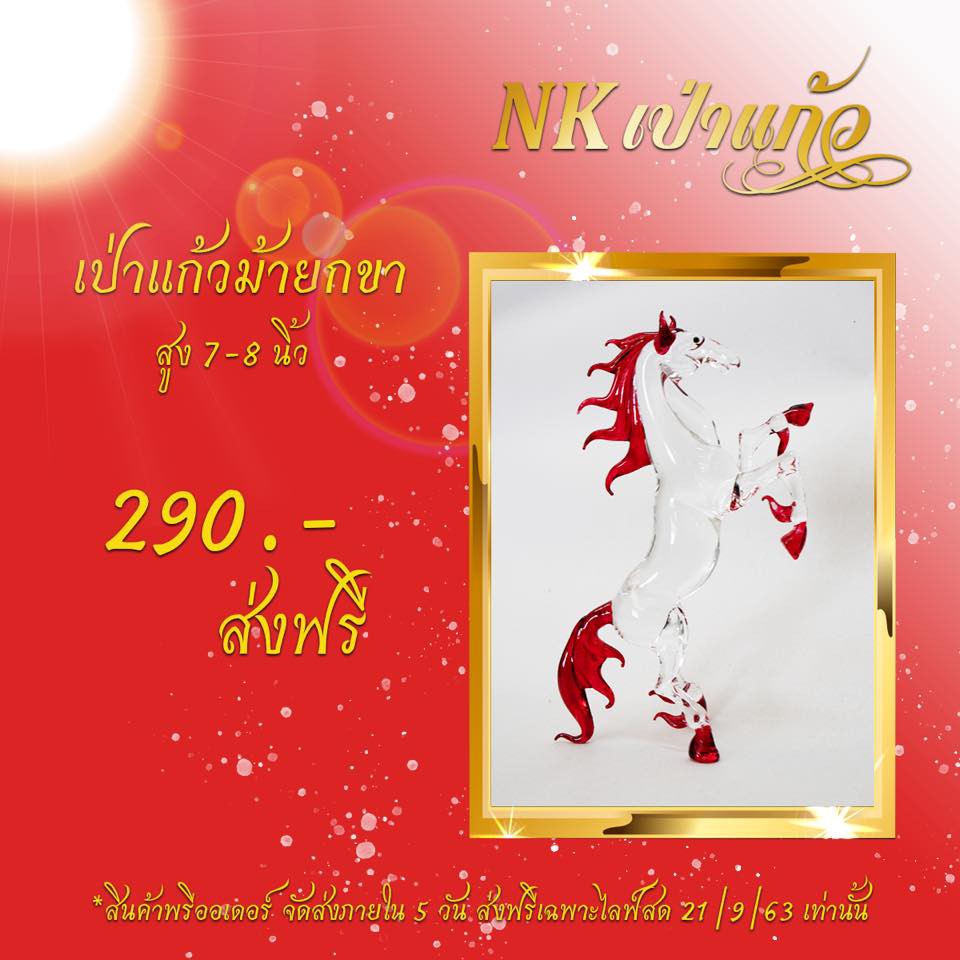 NK เป่าแก้ว
เป่าแก้วม้ายกขา
สูง 7-8 นิ้ว
290.-
ส่งฟรี
*สินค้าพรีออเดอร์ จัดส่งภายใน 5 วัน ส่งฟรีเฉพาะไลฟ์สด 21/9/63 เท่านั้น